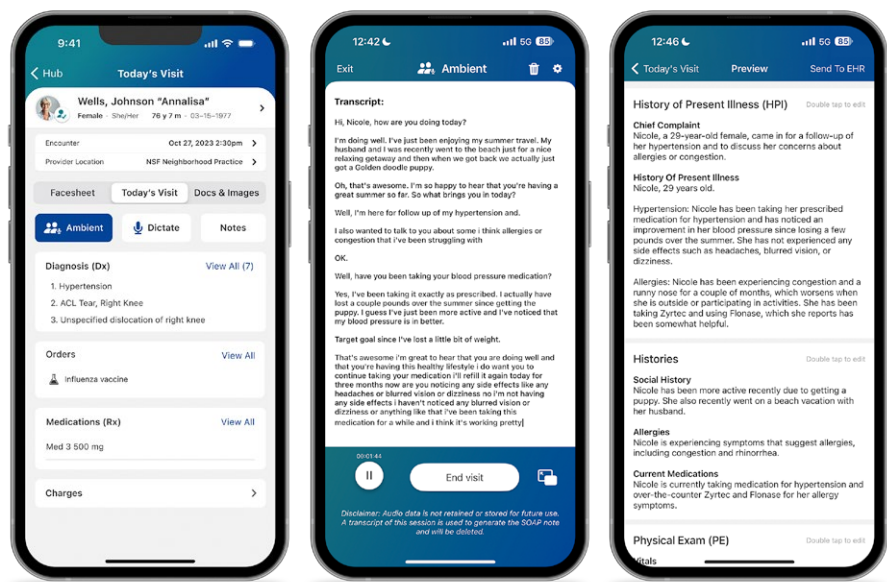 9:41
Hub
Today's Visit
Wells, Johnson "Annalisa"
Female - She/Her 76 y 7 m - 03-15-1977
Encounter Oct 27, 2023 2:30pm
Provider Location NSF Neighborhood Practice
Facesheet Today's Visit Docs & Images
Ambient Dictate Notes
Diagnosis (Dx) View All (7)
1. Hypertension
2. ACL Tear, Right Knee
3. Unspecified dislocation of right knee
Orders View All
Influenza vaccine
Medications (Rx) View All
Med 3 500 mg
Charges
12:42 5G 85
Exit Ambient
Transcript:
Hi, Nicole, how are you doing today?
I'm doing well. I've just been enjoying my summer travel. My
husband and I was recently went to the beach just for a nice
relaxing getaway and then when we got back we actually just
got a Golden doodle puppy.
Oh, that's awesome. I'm so happy to hear that you're having a
great summer so far. So what brings you in today?
Well, I'm here for follow up of my hypertension and.
I also wanted to talk to you about some i think allergies or
congestion that i've been struggling with
OK.
Well, have you been taking your blood pressure medication?
Yes, I've been taking it exactly as prescribed. I actually have
lost a couple pounds over the summer since getting the
puppy. I guess I've just been more active and I've noticed that
my blood pressure is in better.
Target goal since I've lost a little bit of weight.
That's awesome i'm great to hear that you are doing well and
that you're having this healthy lifestyle i do want you to
continue taking your medication i'll refill it again today for
three months now are you noticing any side effects like any
headaches or blurred vision or dizziness no i'm not having
any side effects i haven't noticed any blurred vision or
dizziness or anything like that i've been taking this
medication for a while and i think it's working pretty
00:01:44
End visit
Disclaimer: Audio data is not retained or stored for future use.
A transcript of this session is used to generate the SOAP note
and will be deleted.
12:46 5G 85
Today's Visit Preview Send To EHR
History of Present Illness (HPI) Double tap to edit
Chief Complaint
Nicole, a 29-year-old female, came in for a follow-up of
her hypertension and to discuss her concerns about
allergies or congestion.
History Of Present Illness
Nicole, 29 years old.
Hypertension: Nicole has been taking her prescribed
medication for hypertension and has noticed an
improvement in her blood pressure since losing a few
pounds over the summer. She has not experienced any
side effects such as headaches, blurred vision, or
dizziness.
Allergies: Nicole has been experiencing congestion and a
runny nose for a couple of months, which worsens when
she is outside or participating in activities. She has been
taking Zyrtec and using Flonase, which she reports has
been somewhat helpful.
Histories Double tap to edit
Social History
Nicole has been more active recently due to getting a
puppy. She also recently went on a beach vacation with
her husband.
Allergies
Nicole is experiencing symptoms that suggest allergies,
including congestion and rhinorrhea.
Current Medications
Nicole is currently taking medication for hypertension and
over-the-counter Zyrtec and Flonase for her allergy
symptoms.
Physical Exam (PE) Double tap to edit
Vitals